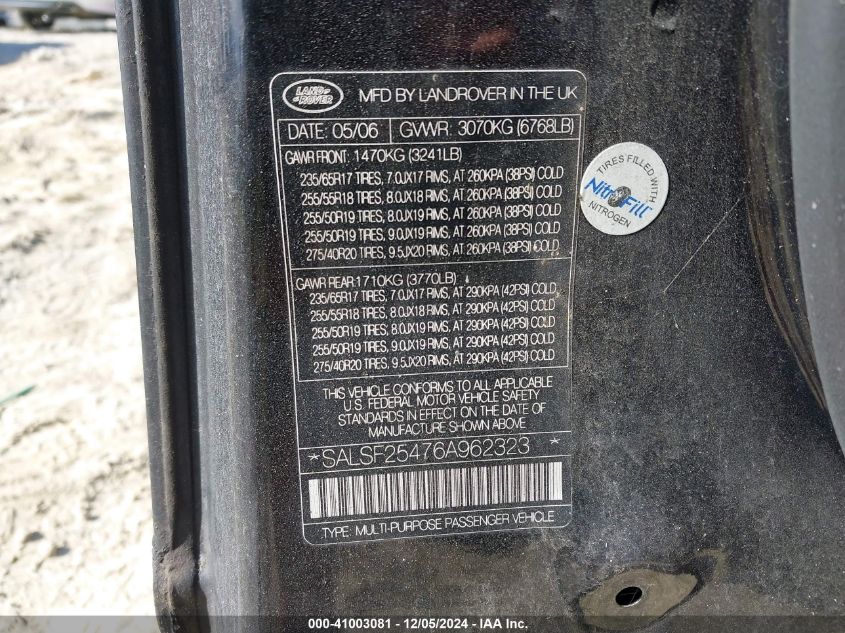 LAND
ROVER
MFD BY LANDROVER IN THE UK
DATE: 05/06 GVWR: 3070KG (6768LB)
GAWR FRONT: 1470KG (3241LB)
235/65R17 TIRES, 7.0JX17 RIMS, AT 260KPA (38PSI) COLD
255/55R18 TIRES, 8.0JX18 RIMS, AT 260KPA (38PSI) COLD
255/50R19 TIRES, 8.0JX19 RIMS, AT 260KPA (38PSI) COLD
255/50R19 TIRES, 9.0JX19 RIMS, AT 260KPA (38PSI) COLD
275/40R20 TIRES, 9.5JX20 RIMS, AT 260KPA (38PSI) COLD
GAWR REAR: 1710KG (3770LB)
235/65R17 TIRES, 7.0JX17 RIMS, AT 290KPA (42PSI) COLD
255/55R18 TIRES, 8.0JX18 RIMS, AT 290KPA (42PSI) COLD
255/50R19 TIRES, 8.0JX19 RIMS, AT 290KPA (42PSI) COLD
255/50R19 TIRES, 9.0JX19 RIMS, AT 290KPA (42PSI) COLD
275/40R20 TIRES, 9.5JX20 RIMS, AT 290KPA (42PSI) COLD
THIS VEHICLE CONFORMS TO ALL APPLICABLE
U.S. FEDERAL MOTOR VEHICLE SAFETY
STANDARDS IN EFFECT ON THE DATE OF
MANUFACTURE SHOWN ABOVE
*SALSF25476A962323 *
TYPE: MULTI-PURPOSE PASSENGER VEHICLE
TIRES FILLED WITH
NitroFill
NITROGEN
000-41003081 - 12/05/2024 - IAA Inc.